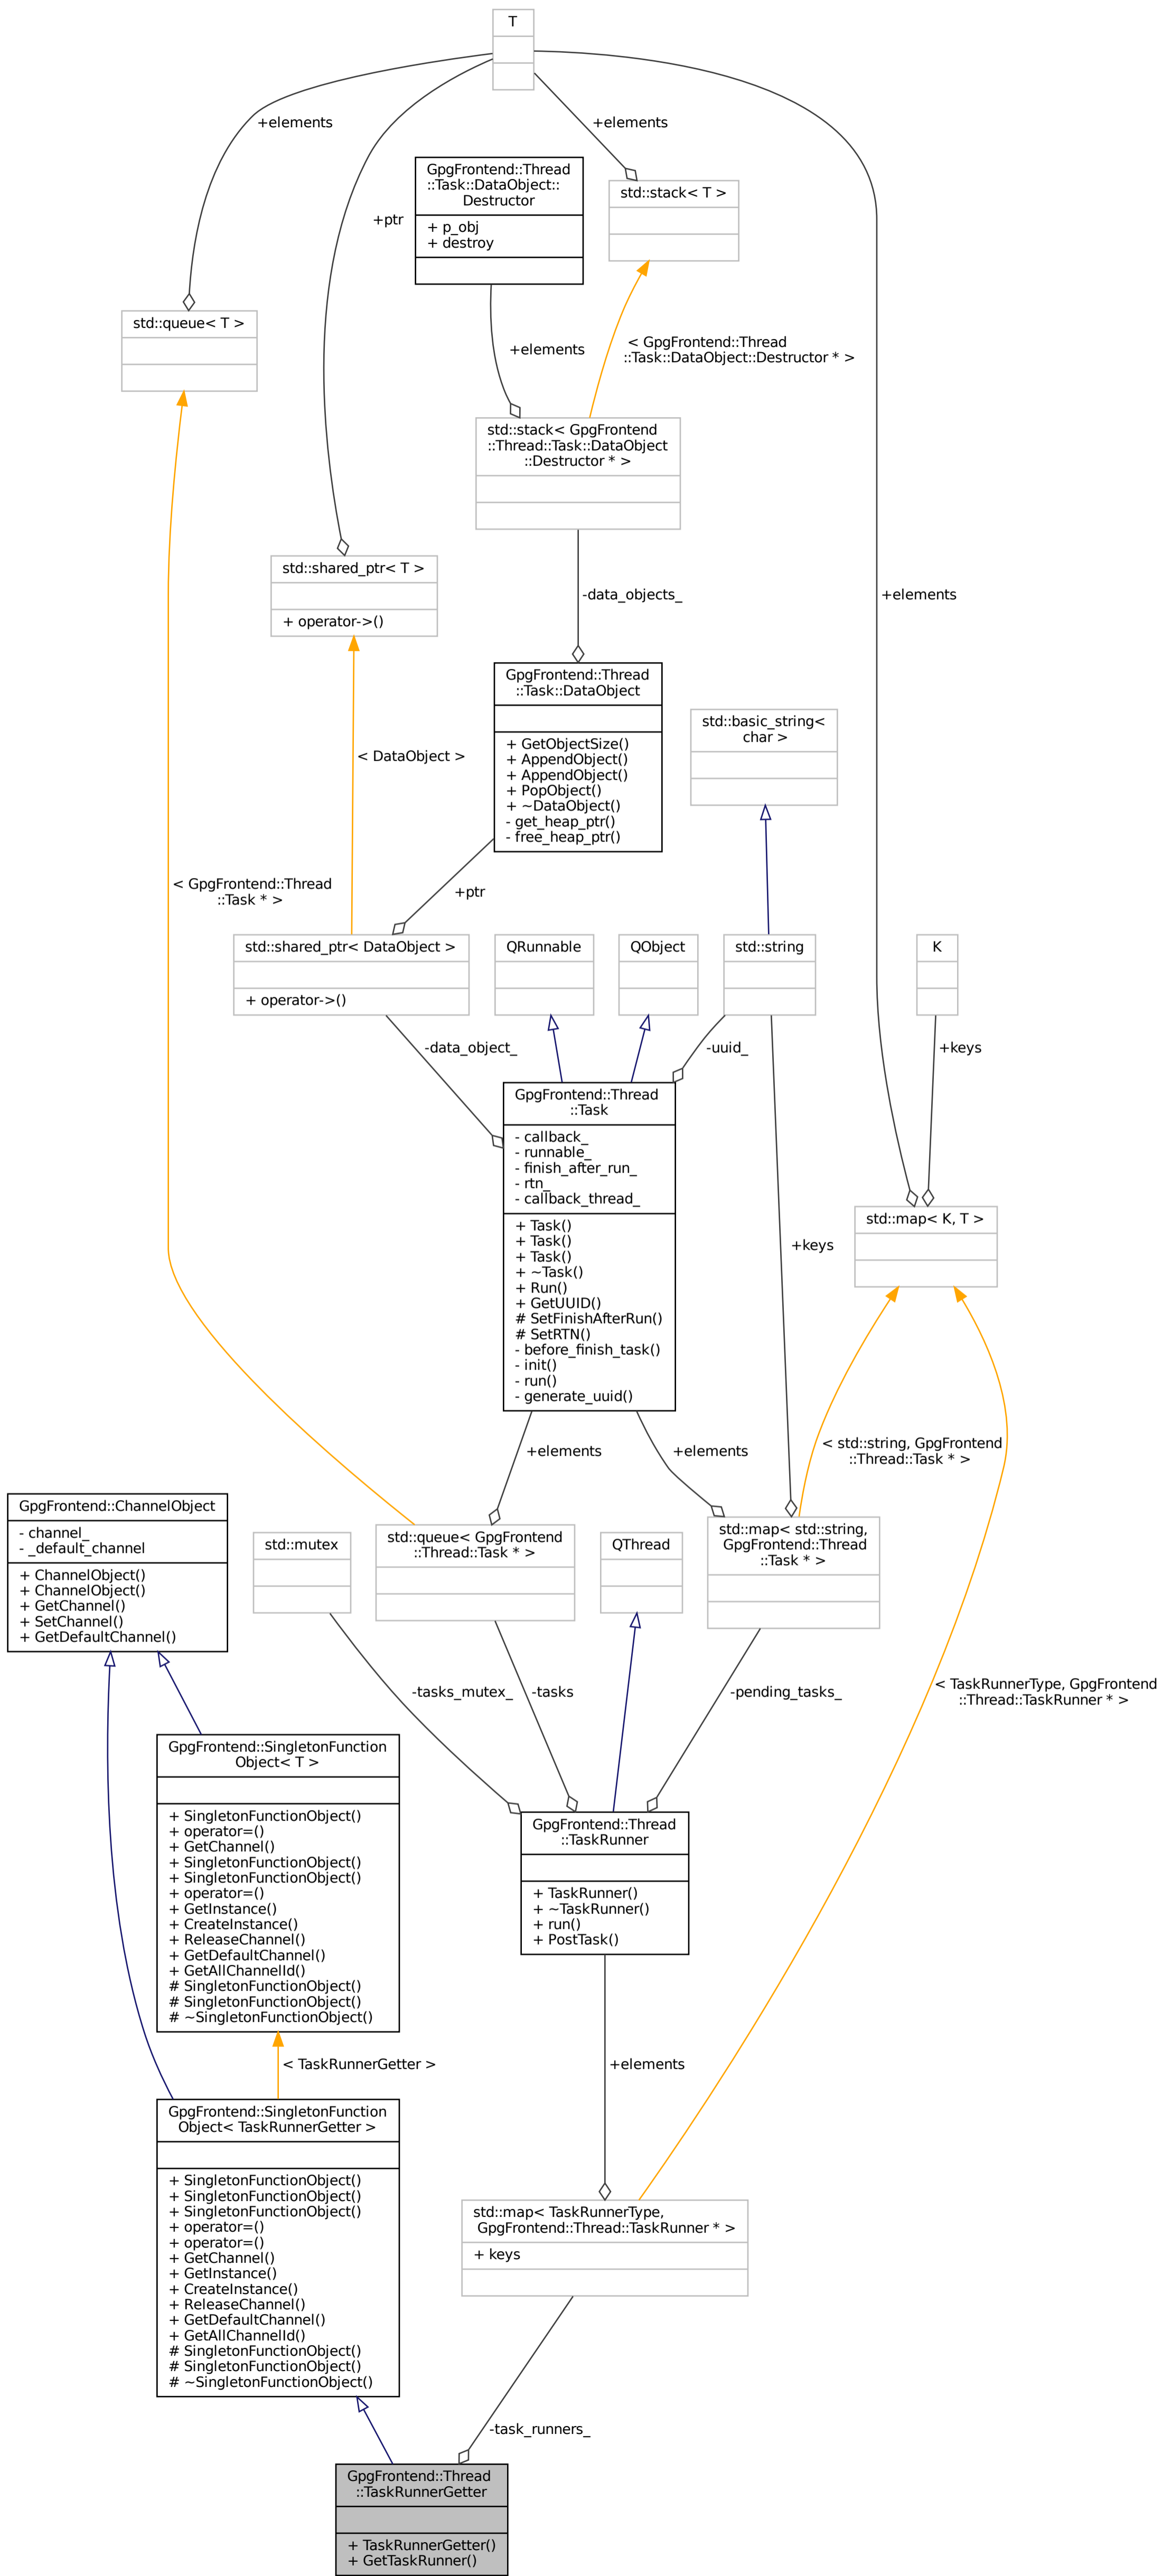 T
+elements
+elements
GpgFrontend::Thread
::Task::DataObject::
Destructor
+ p_obj
+ destroy
std::stack< T >
+ptr
std::queue< T >
< GpgFrontend::Thread
::Task::DataObject::Destructor * >
+elements
std::stack< GpgFrontend
::Thread::Task::DataObject
::Destructor * >
std::shared_ptr< T >
+ operator->()
-data_objects_
+elements
GpgFrontend::Thread
::Task::DataObject
+ GetObjectSize()
+ AppendObject()
+ AppendObject()
+ PopObject()
+ ~DataObject()
- get_heap_ptr()
- free_heap_ptr()
std::basic_string<
char >
< DataObject >
< GpgFrontend::Thread
::Task * >
+ptr
std::shared_ptr< DataObject >
+ operator->()
QRunnable
QObject
std::string
K
-data_object_
-uuid_
+keys
GpgFrontend::Thread
::Task
- callback_
- runnable_
- finish_after_run_
- rtn_
- callback_thread_
+ Task()
+ Task()
+ Task()
+ ~Task()
+ Run()
+ GetUUID()
# SetFinishAfterRun()
# SetRTN()
- before_finish_task()
- init()
- run()
- generate_uuid()
std::map< K, T >
+keys
+elements
+elements
< std::string, GpgFrontend
::Thread::Task * >
GpgFrontend::ChannelObject
- channel_
- _default_channel
+ ChannelObject()
+ ChannelObject()
+ GetChannel()
+ SetChannel()
+ GetDefaultChannel()
std::mutex
std::queue< GpgFrontend
::Thread::Task * >
QThread
std::map< std::string,
GpgFrontend::Thread
::Task * >
-tasks_mutex_
-tasks
-pending_tasks_
< TaskRunnerType, GpgFrontend
::Thread::TaskRunner * >
GpgFrontend::SingletonFunction
Object< T >
+ SingletonFunctionObject()
+ operator=()
+ GetChannel()
+ SingletonFunctionObject()
+ SingletonFunctionObject()
+ operator=()
+ GetInstance()
+ CreateInstance()
+ ReleaseChannel()
+ GetDefaultChannel()
+ GetAllChannelId()
# SingletonFunctionObject()
# SingletonFunctionObject()
# ~SingletonFunctionObject()
GpgFrontend::Thread
::TaskRunner
+ TaskRunner()
+ ~TaskRunner()
+ run()
+ PostTask()
< TaskRunnerGetter >
+elements
GpgFrontend::SingletonFunction
Object< TaskRunnerGetter >
+ SingletonFunctionObject()
+ SingletonFunctionObject()
+ SingletonFunctionObject()
+ operator=()
+ operator=()
+ GetChannel()
+ GetInstance()
+ CreateInstance()
+ ReleaseChannel()
+ GetDefaultChannel()
+ GetAllChannelId()
# SingletonFunctionObject()
# SingletonFunctionObject()
# ~SingletonFunctionObject()
std::map< TaskRunnerType,
GpgFrontend::Thread::TaskRunner * >
+ keys
-task_runners_
GpgFrontend::Thread
::TaskRunnerGetter
+ TaskRunnerGetter()
+ GetTaskRunner()